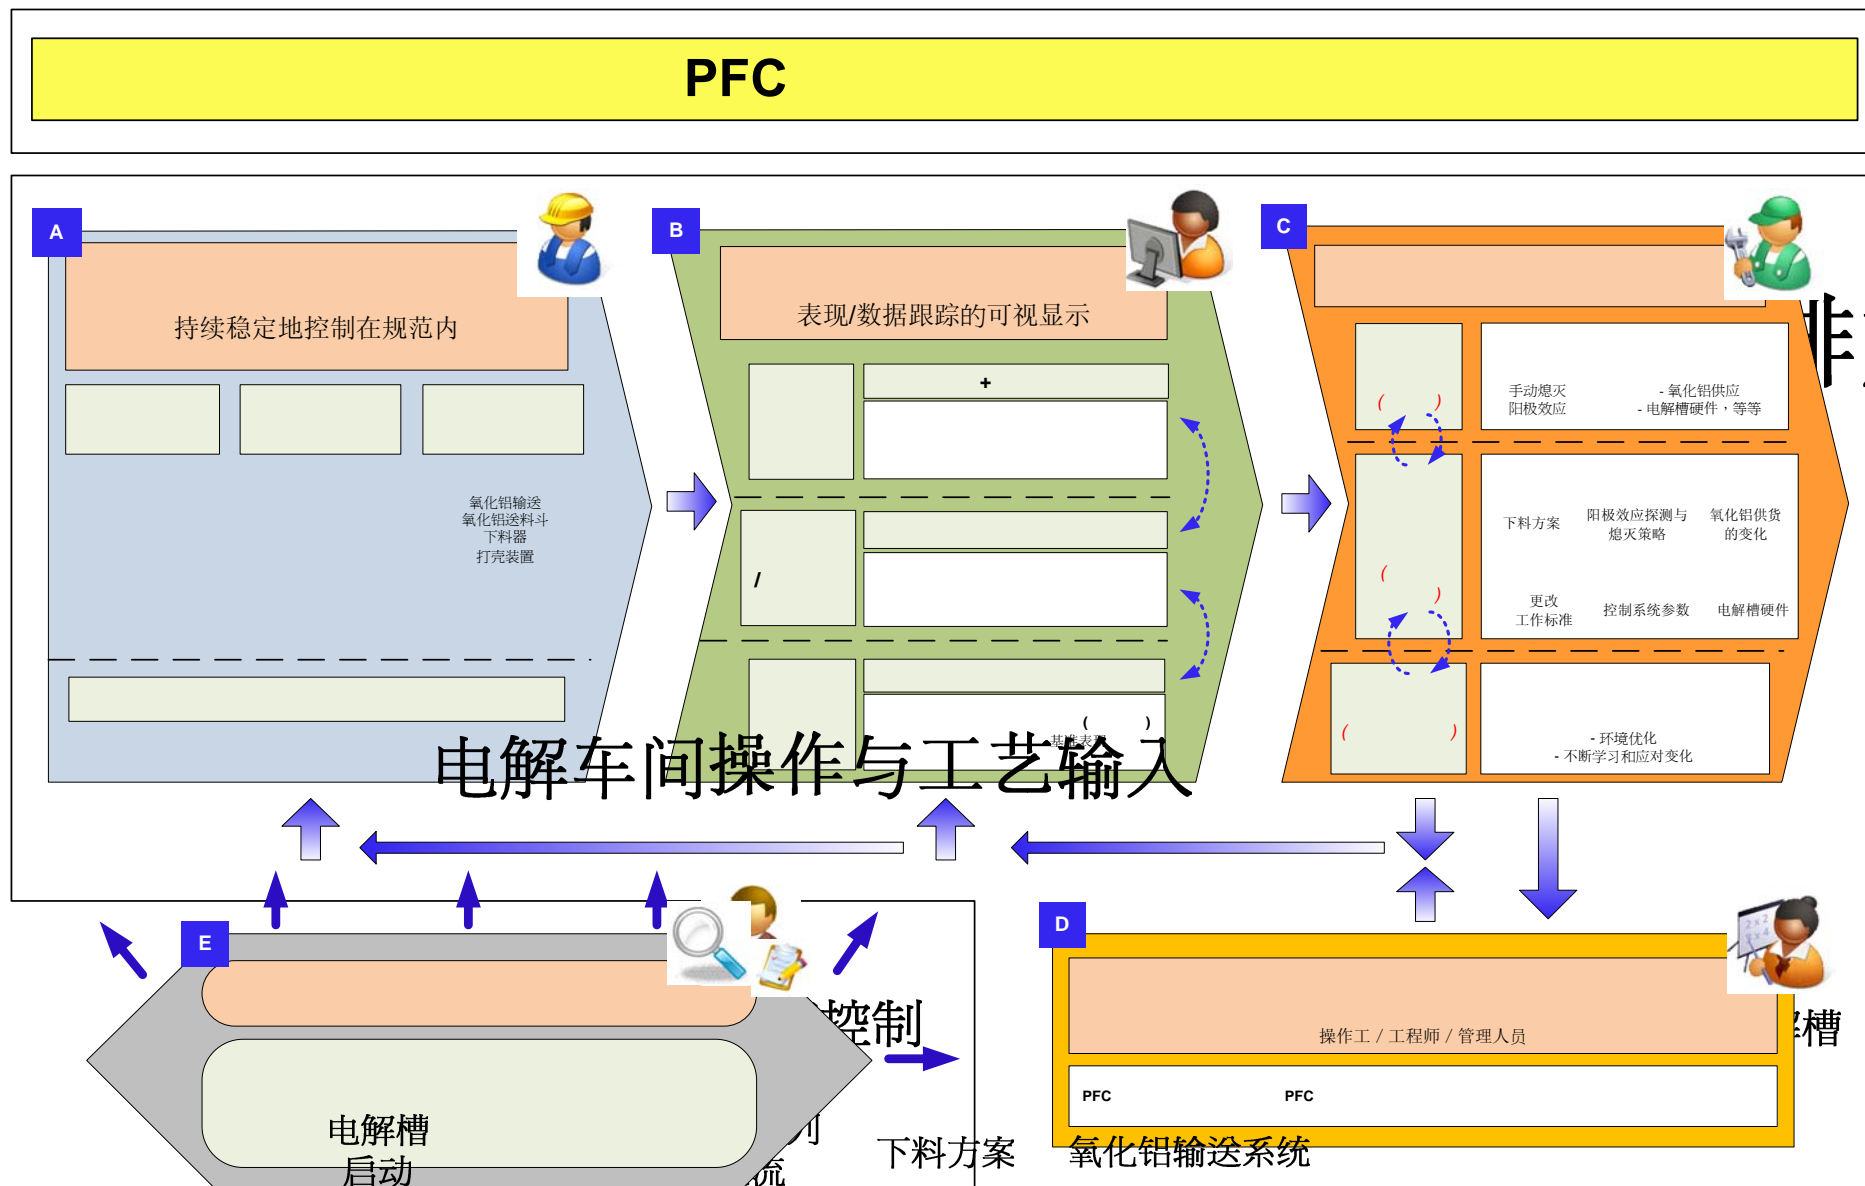 PFC
A
持续稳定地控制在规范内
氧化铝输送
氧化铝送料斗
下料器
打壳装置
B
表现/数据跟踪的可视显示
+
/
( )
基准表现
电解车间操作与工艺输入
C
( )
手动熄灭
阳极效应
- 氧化铝供应
- 电解槽硬件，等等
(
)
下料方案
阳极效应探测与
熄灭策略
氧化铝供货
的变化
更改
工作标准
控制系统参数
电解槽硬件
( )
- 环境优化
- 不断学习和应对变化
E
控制
电解槽
启动
流
下料方案
氧化铝输送系统
D
操作工 / 工程师 / 管理人员
PFC
PFC
槽